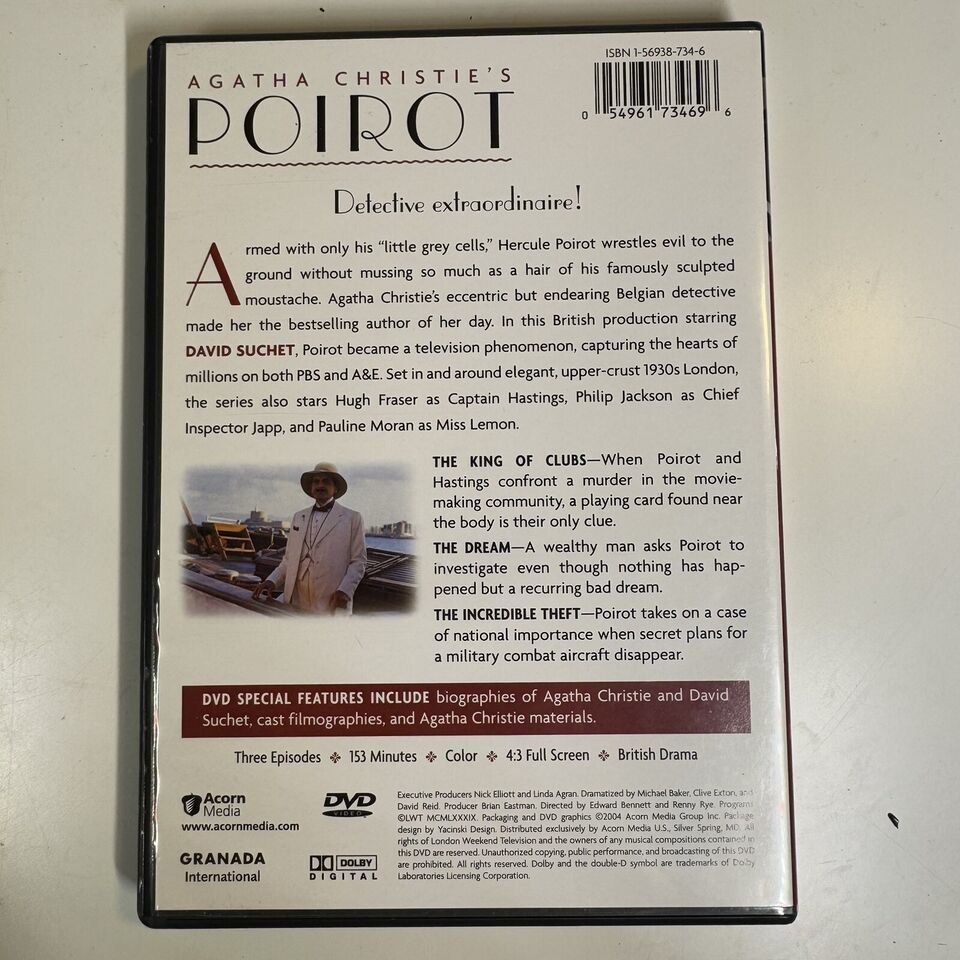 ISBN 1-56938-734-6
AGATHA CHRISTIE'S
POIROT
0 54961 73469 6
Detective extraordinaire!
Armed with only his "little grey cells," Hercule Poirot wrestles evil to the
ground without mussing so much as a hair of his famously sculpted
moustache. Agatha Christie's eccentric but endearing Belgian detective
made her the bestselling author of her day. In this British production starring
DAVID SUCHET, Poirot became a television phenomenon, capturing the hearts of
millions on both PBS and A&E. Set in and around elegant, upper-crust 1930s London,
the series also stars Hugh Fraser as Captain Hastings, Philip Jackson as Chief
Inspector Japp, and Pauline Moran as Miss Lemon.
THE KING OF CLUBS—When Poirot and
Hastings confront a murder in the movie-
making community, a playing card found near
the body is their only clue.
THE DREAM—A wealthy man asks Poirot to
investigate even though nothing has hap-
pened but a recurring bad dream.
THE INCREDIBLE THEFT—Poirot takes on a case
of national importance when secret plans for
a military combat aircraft disappear.
DVD SPECIAL FEATURES INCLUDE biographies of Agatha Christie and David
Suchet, cast filmographies, and Agatha Christie materials.
Three Episodes ❖ 153 Minutes ❖ Color ❖ 4:3 Full Screen ❖ British Drama
Acorn
Media
www.acornmedia.com
DVD
VIDEO
GRANADA
International
DOLBY
DIGITAL
Executive Producers Nick Elliott and Linda Agran. Dramatized by Michael Baker, Clive Exton, and
David Reid. Producer Brian Eastman. Directed by Edward Bennett and Renny Rye. Programs
©LWT MCMLXXXIX. Packaging and DVD graphics ©2004 Acorn Media Group Inc. Package
design by Yacinski Design. Distributed exclusively by Acorn Media U.S., Silver Spring, MD. All
rights of London Weekend Television and the owners of any musical compositions contained in
this DVD are reserved. Unauthorized copying, public performance, and broadcasting of this DVD
are prohibited. All rights reserved. Dolby and the double-D symbol are trademarks of Dolby
Laboratories Licensing Corporation.